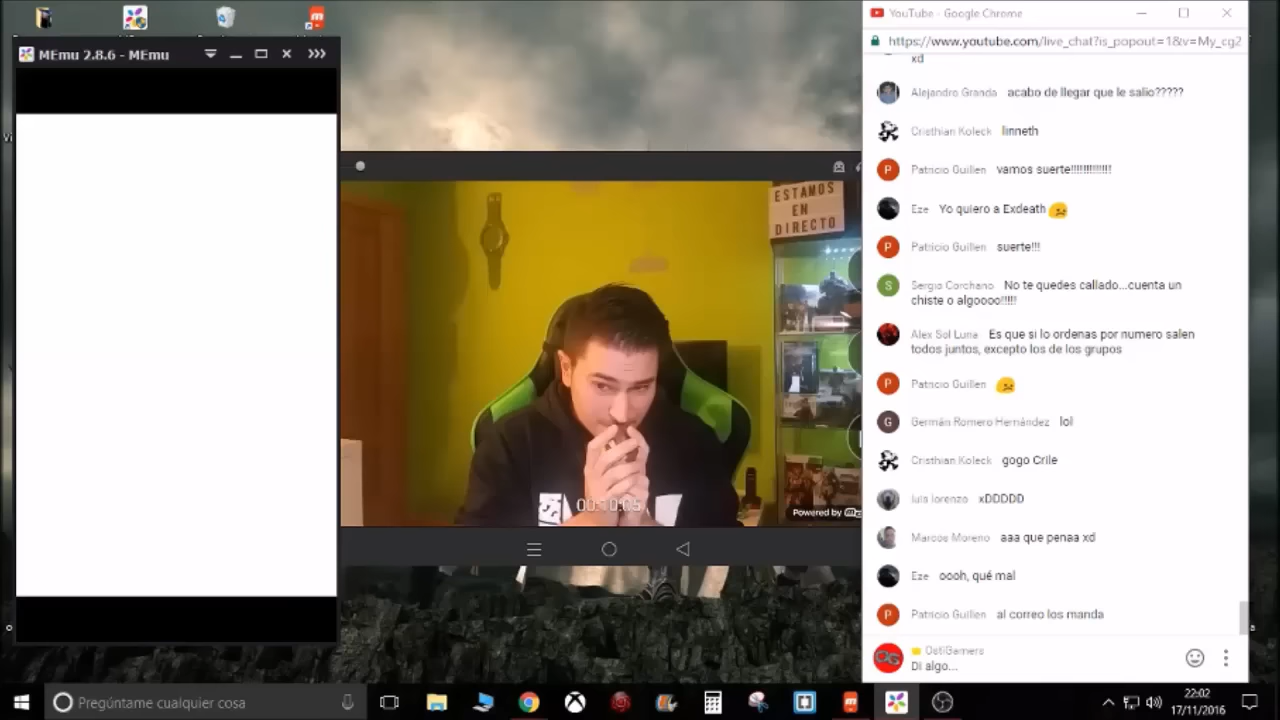 MEmu 2.8.6 - MEmu
ESTAMOS
EN
DIRECTO
00:10:05
Powered by
YouTube - Google Chrome
https://www.youtube.com/live_chat?is_popout=1&v=My_cg2
xd
Alejandro Granda acabo de llegar que le salio?????
Cristhian Koleck linneth
Patricio Guillen vamos suerte!!!!!!!!!!!!!
Eze Yo quiero a Exdeath
Patricio Guillen suerte!!!
Sergio Corchano No te quedes callado...cuenta un
chiste o algoooo!!!!!
Alex Sol Luna Es que si lo ordenas por numero salen
todos juntos, excepto los de los grupos
Patricio Guillen
Germán Romero Hernández lol
Cristhian Koleck gogo Crile
luis lorenzo xDDDDD
Marcos Moreno aaa que penaa xd
Eze oooh, qué mal
Patricio Guillen al correo los manda
OstiGamers
Di algo...
Pregúntame cualquier cosa
22:02
17/11/2016